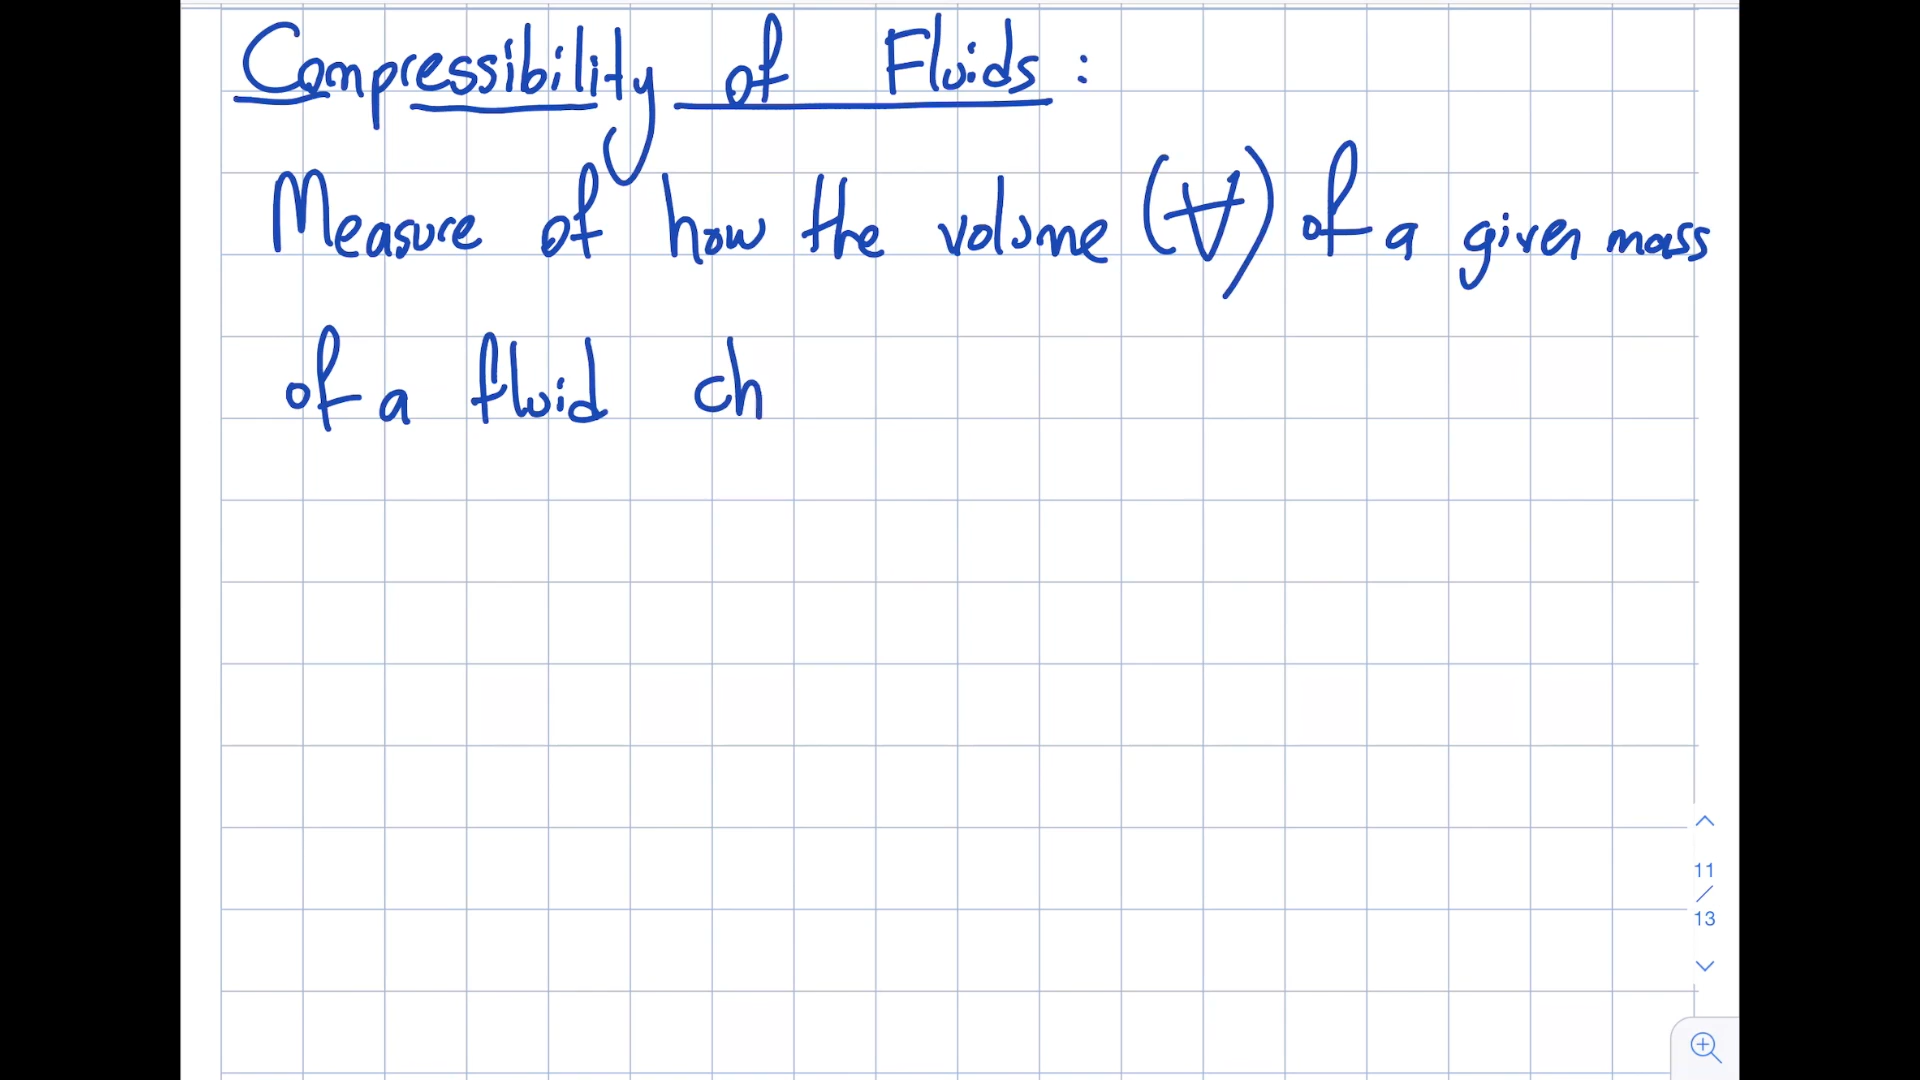 Compressibility of Fluids :
Measure of how the volume (V) of a given mass
of a fluid ch
11
/
13